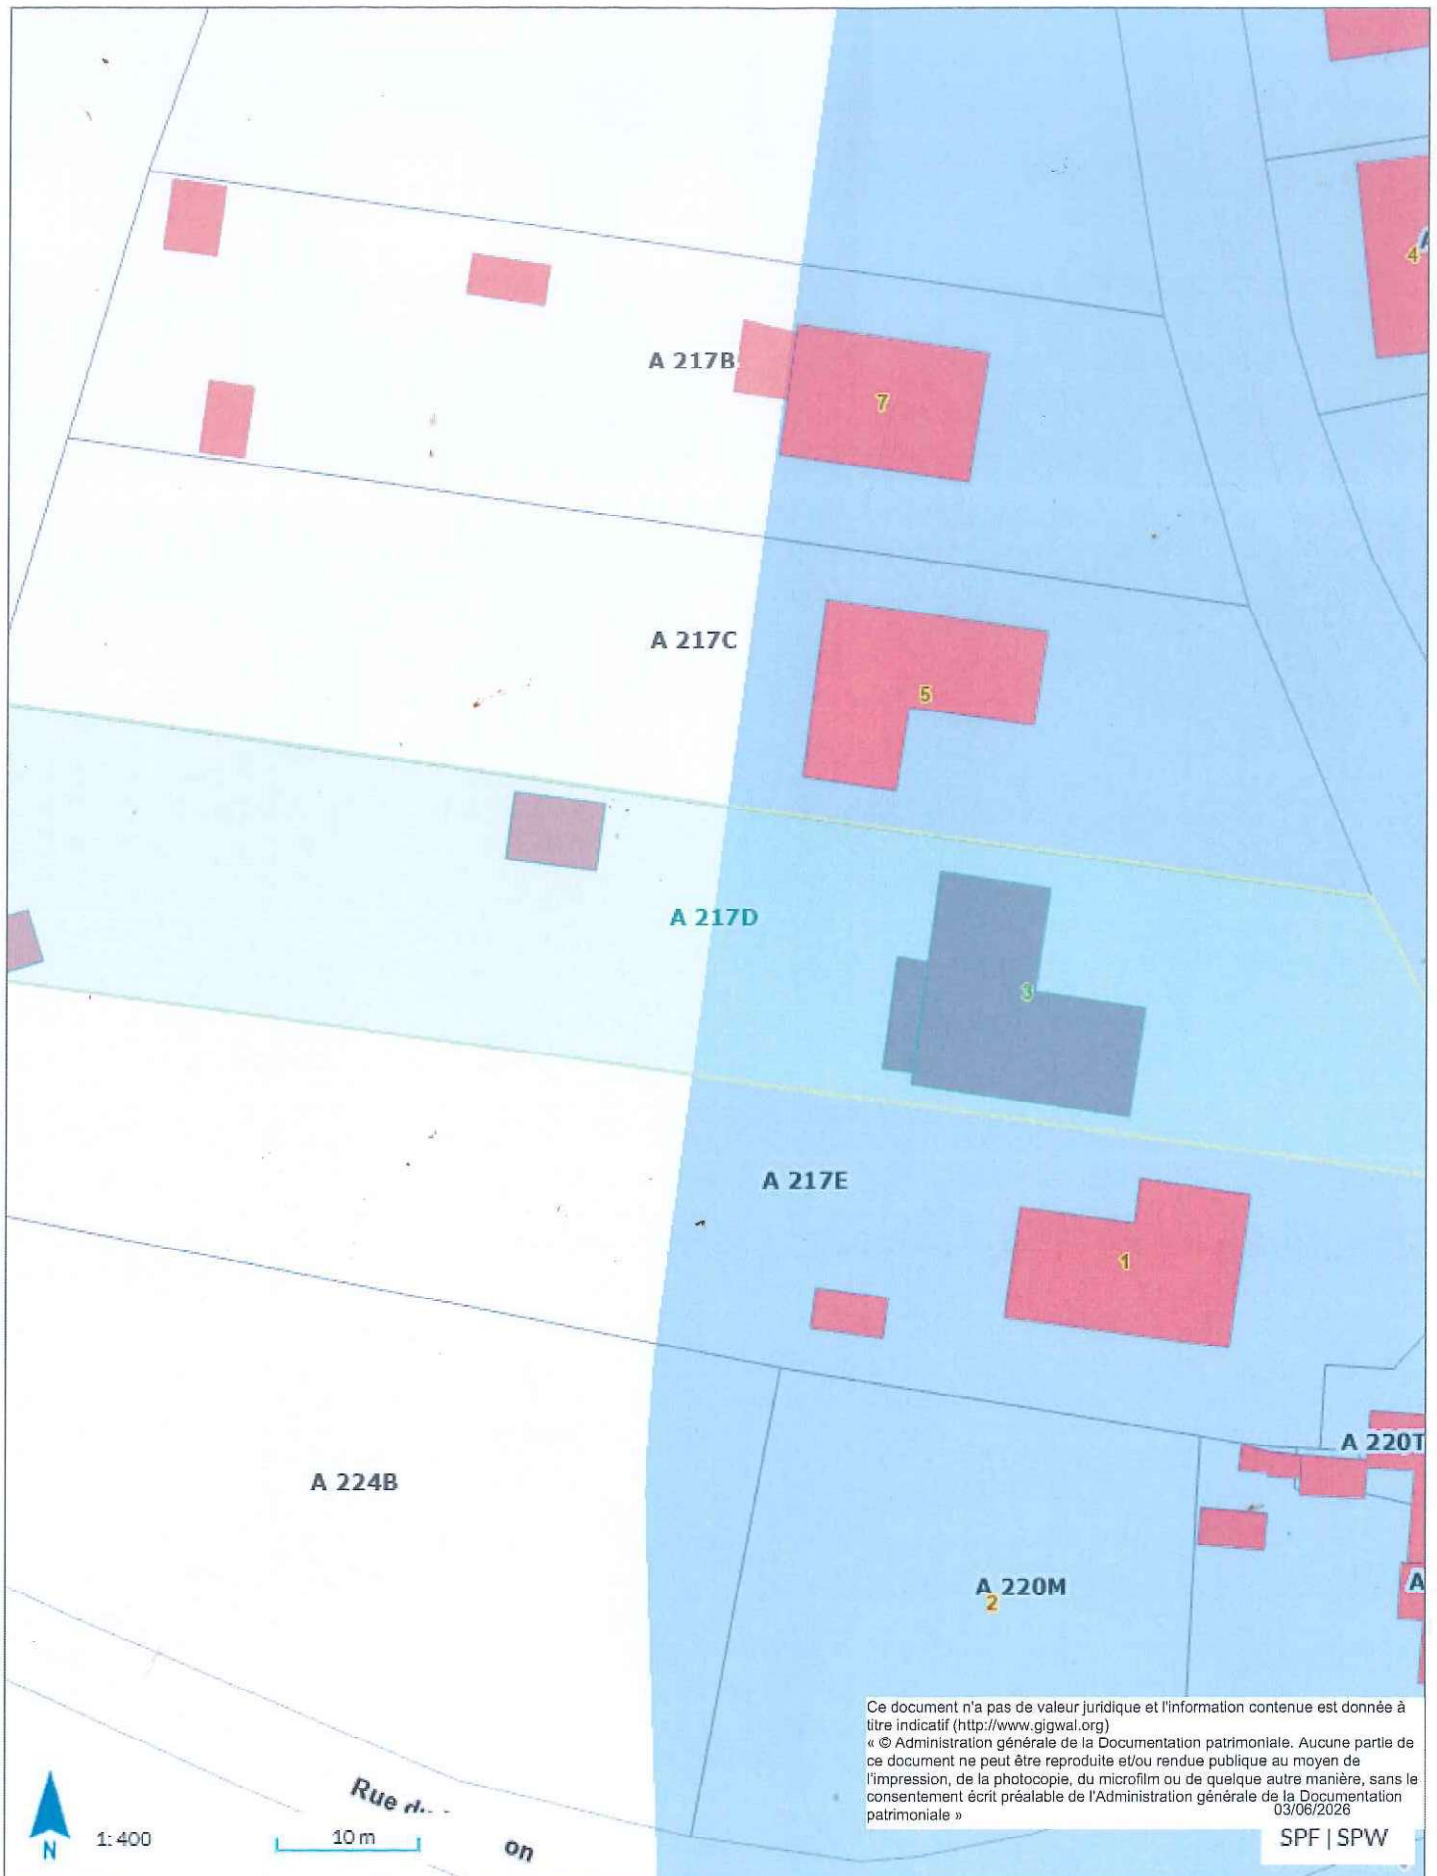 4
A 217B
7
A 217C
5
A 217D
3
A 217E
1
A 220T
A 224B
A 220M
2
A
Ce document n'a pas de valeur juridique et l'information contenue est donnée à
titre indicatif (http://www.gigwal.org)
« © Administration générale de la Documentation patrimoniale. Aucune partie de
ce document ne peut être reproduite et/ou rendue publique au moyen de
l'impression, de la photocopie, du microfilm ou de quelque autre manière, sans le
consentement écrit préalable de l'Administration générale de la Documentation
patrimoniale »
03/06/2026
SPF | SPW
Rue
on
N
1: 400
10 m